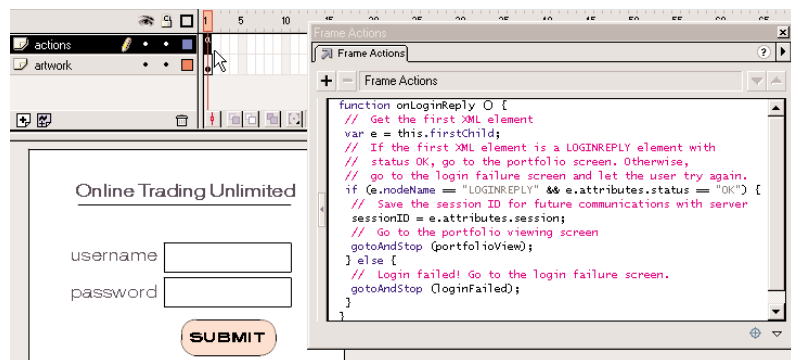 1 5 10 15
Frame Actions
Frame Actions
?
+ - Frame Actions
actions
artwork
function onLoginReply () {
// Get the first XML element
var e = this.firstChild;
// If the first XML element is a LOGINREPLY element with
// status OK, go to the portfolio screen. Otherwise,
// go to the login failure screen and let the user try again.
if (e.nodeName == "LOGINREPLY" && e.attributes.status == "OK") {
// Save the session ID for future communications with server
sessionID = e.attributes.session;
// Go to the portfolio viewing screen
gotoAndStop (portfolioView);
} else {
// Login failed! Go to the login failure screen.
gotoAndStop (loginFailed);
}
}
Online Trading Unlimited
username
password
SUBMIT